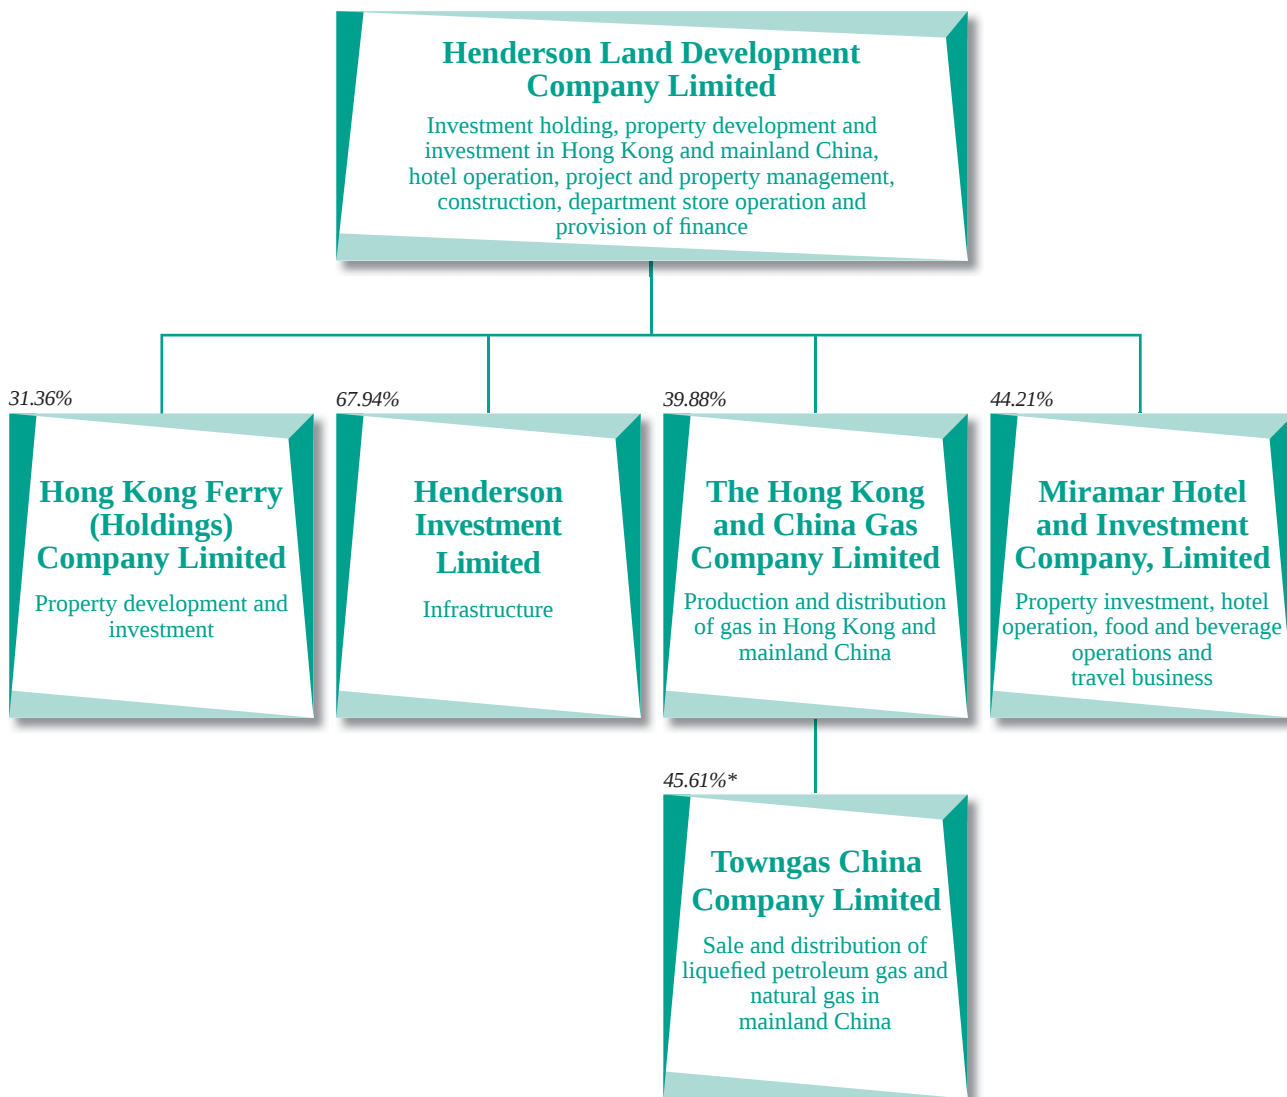 Henderson Land Development
Company Limited
Investment holding, property development and
investment in Hong Kong and mainland China,
hotel operation, project and property management,
construction, department store operation and
provision of finance
31.36%
Hong Kong Ferry
(Holdings)
Company Limited
Property development and
investment
67.94%
Henderson
Investment
Limited
Infrastructure
39.88%
The Hong Kong
and China Gas
Company Limited
Production and distribution
of gas in Hong Kong and
mainland China
44.21%
Miramar Hotel
and Investment
Company, Limited
Property investment, hotel
operation, food and beverage
operations and
travel business
45.61%*
Towngas China
Company Limited
Sale and distribution of
liquefied petroleum gas and
natural gas in
mainland China